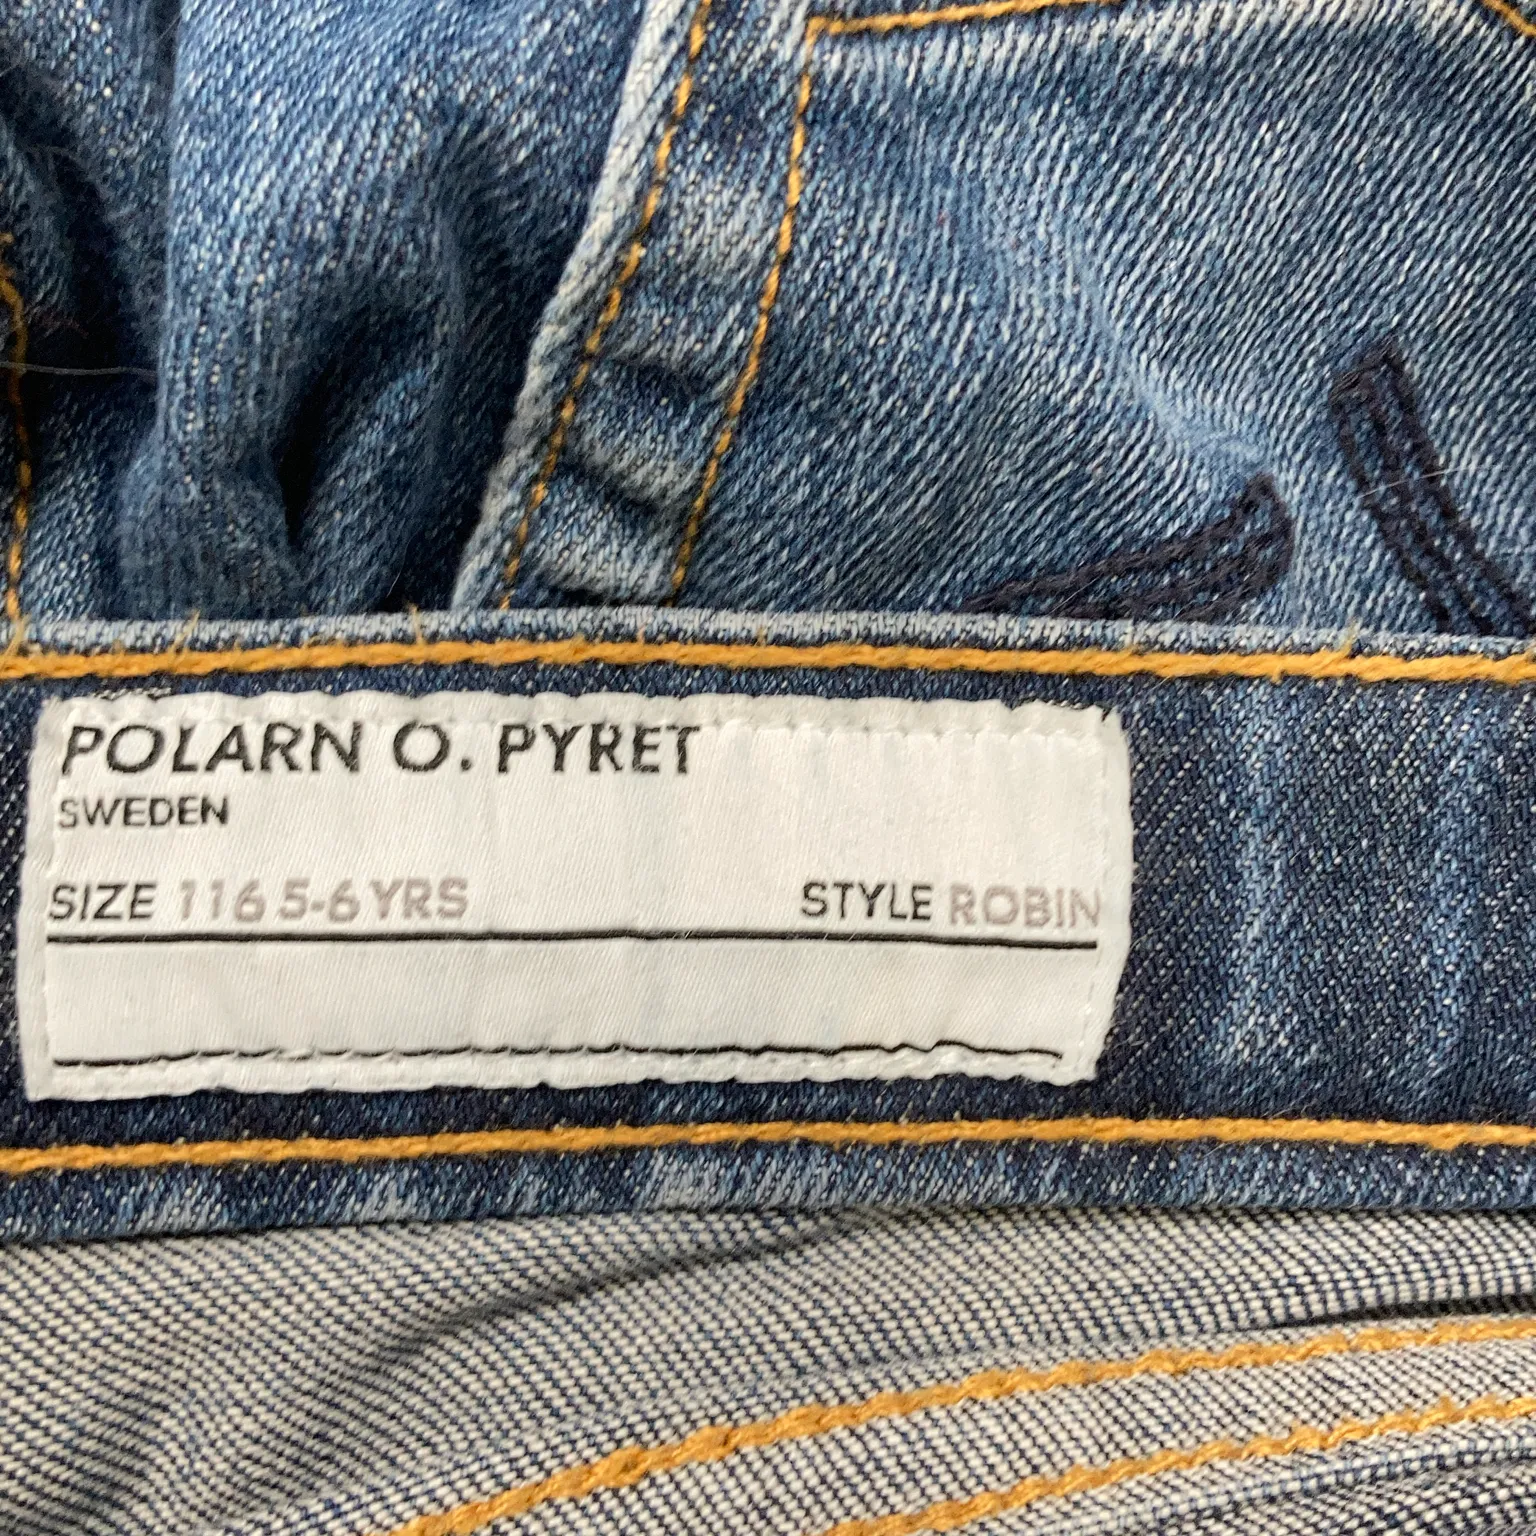 POLARN O. PYRET
SWEDEN
SIZE 116 5-6 YRS STYLE ROBIN